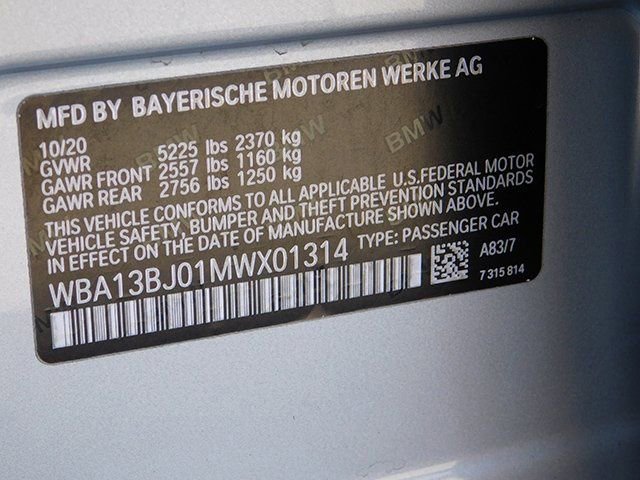 MFD BY BAYERISCHE MOTOREN WERKE AG
10/20
GVWR 5225 lbs 2370 kg
GAWR FRONT 2557 lbs 1160 kg
GAWR REAR 2756 lbs 1250 kg
THIS VEHICLE CONFORMS TO ALL APPLICABLE U.S.FEDERAL MOTOR
VEHICLE SAFETY, BUMPER AND THEFT PREVENTION STANDARDS
IN EFFECT ON THE DATE OF MANUFACTURE SHOWN ABOVE.
WBA13BJ01MWX01314 TYPE: PASSENGER CAR
A83/7
7 315 814
BMW
BMW
BMW